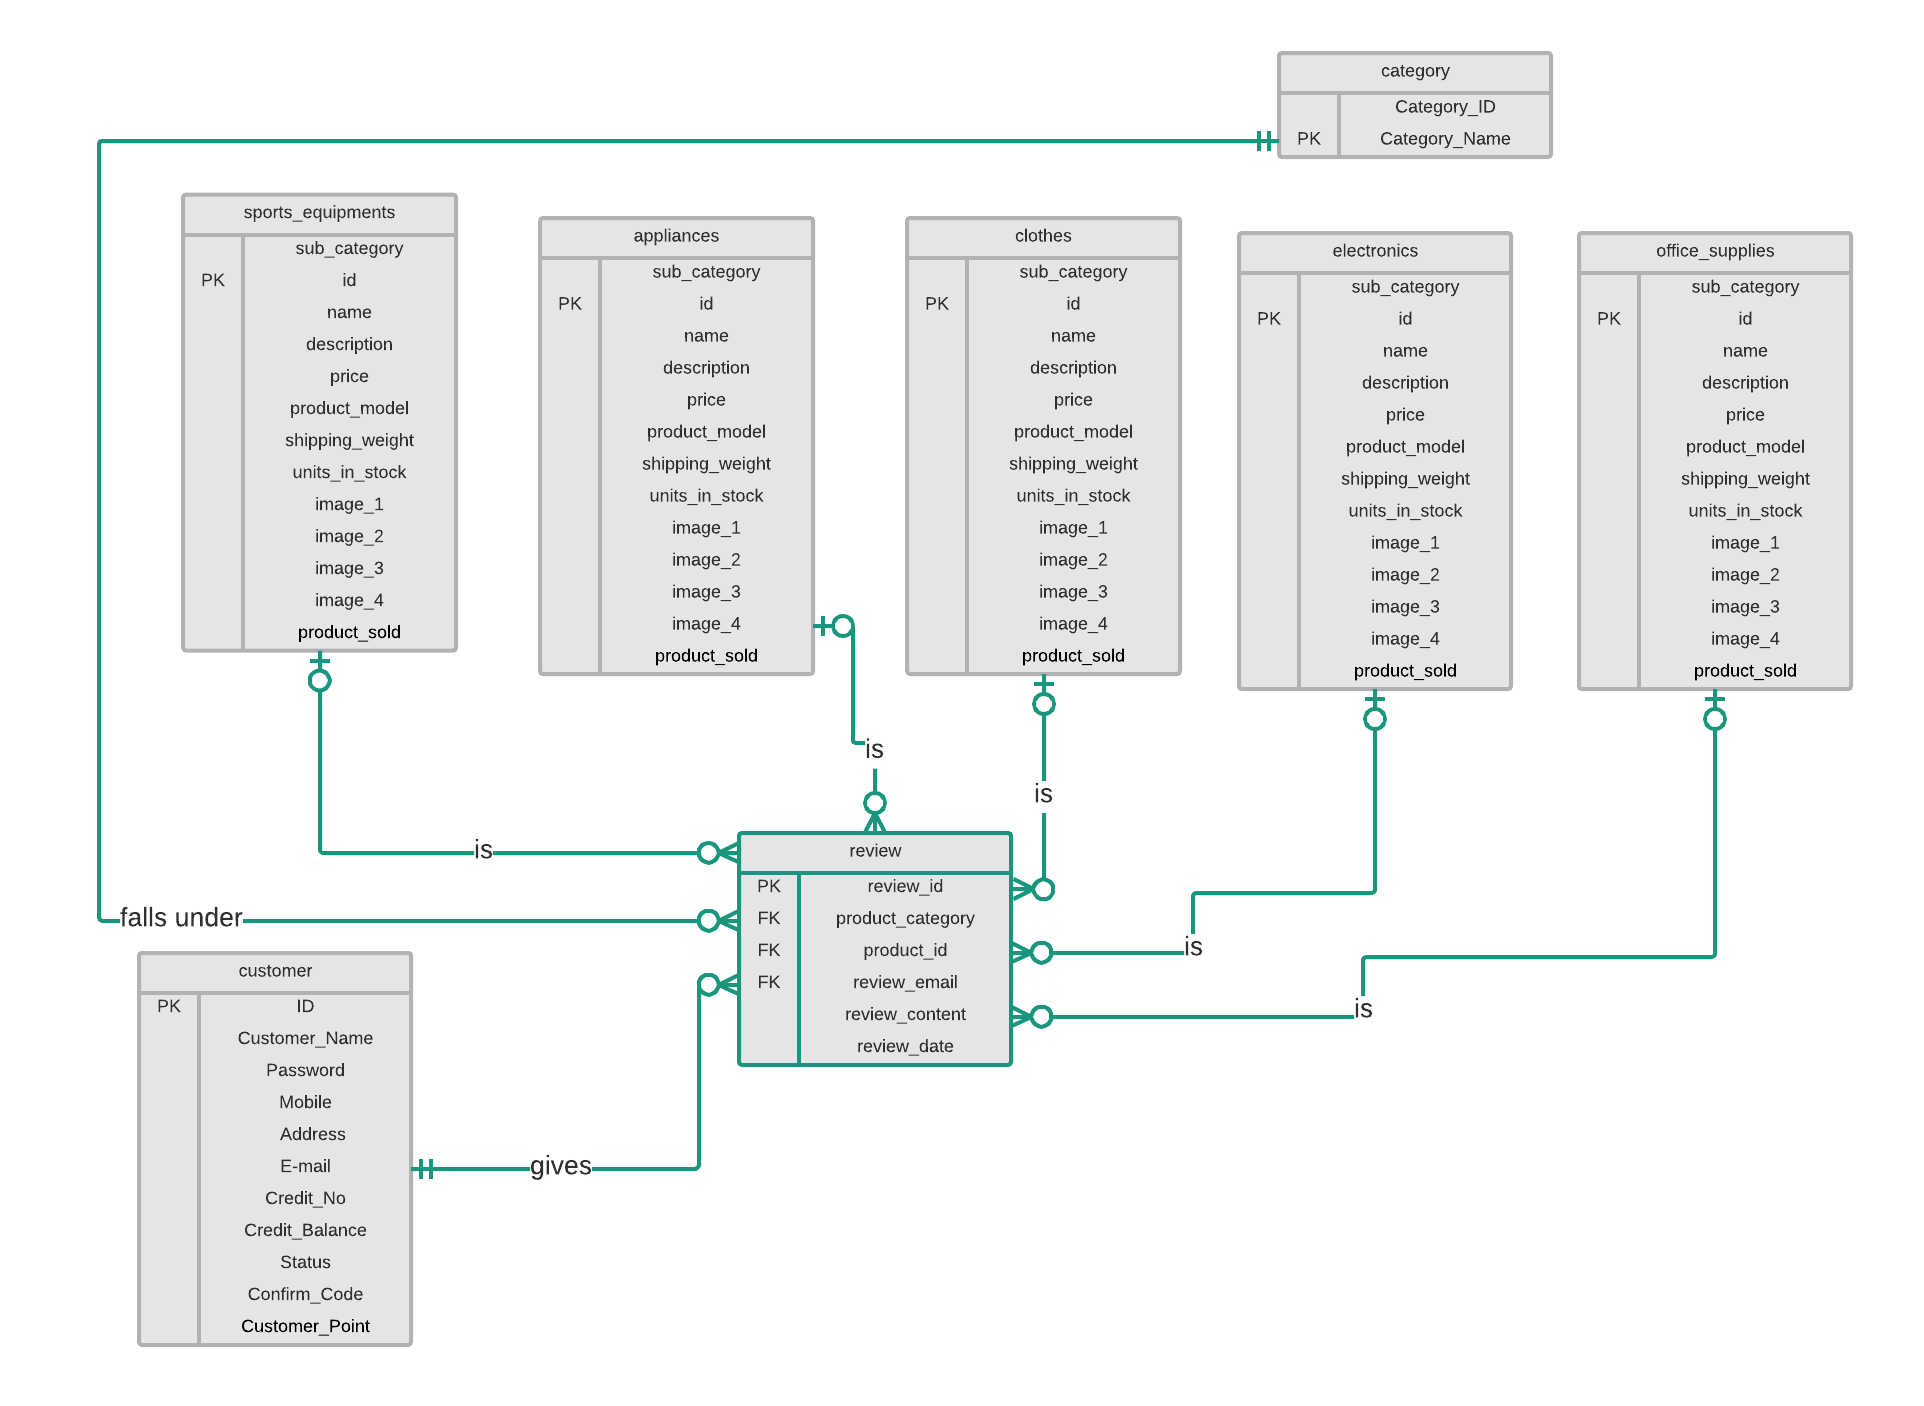 category
Category_ID
PK Category_Name
sports_equipments
sub_category
PK id
name
description
price
product_model
shipping_weight
units_in_stock
image_1
image_2
image_3
image_4
product_sold
appliances
sub_category
PK id
name
description
price
product_model
shipping_weight
units_in_stock
image_1
image_2
image_3
image_4
product_sold
clothes
sub_category
PK id
name
description
price
product_model
shipping_weight
units_in_stock
image_1
image_2
image_3
image_4
product_sold
electronics
sub_category
PK id
name
description
price
product_model
shipping_weight
units_in_stock
image_1
image_2
image_3
image_4
product_sold
office_supplies
sub_category
PK id
name
description
price
product_model
shipping_weight
units_in_stock
image_1
image_2
image_3
image_4
product_sold
is
is
is
is
is
falls under
gives
review
PK review_id
FK product_category
FK product_id
FK review_email
review_content
review_date
customer
PK ID
Customer_Name
Password
Mobile
Address
E-mail
Credit_No
Credit_Balance
Status
Confirm_Code
Customer_Point